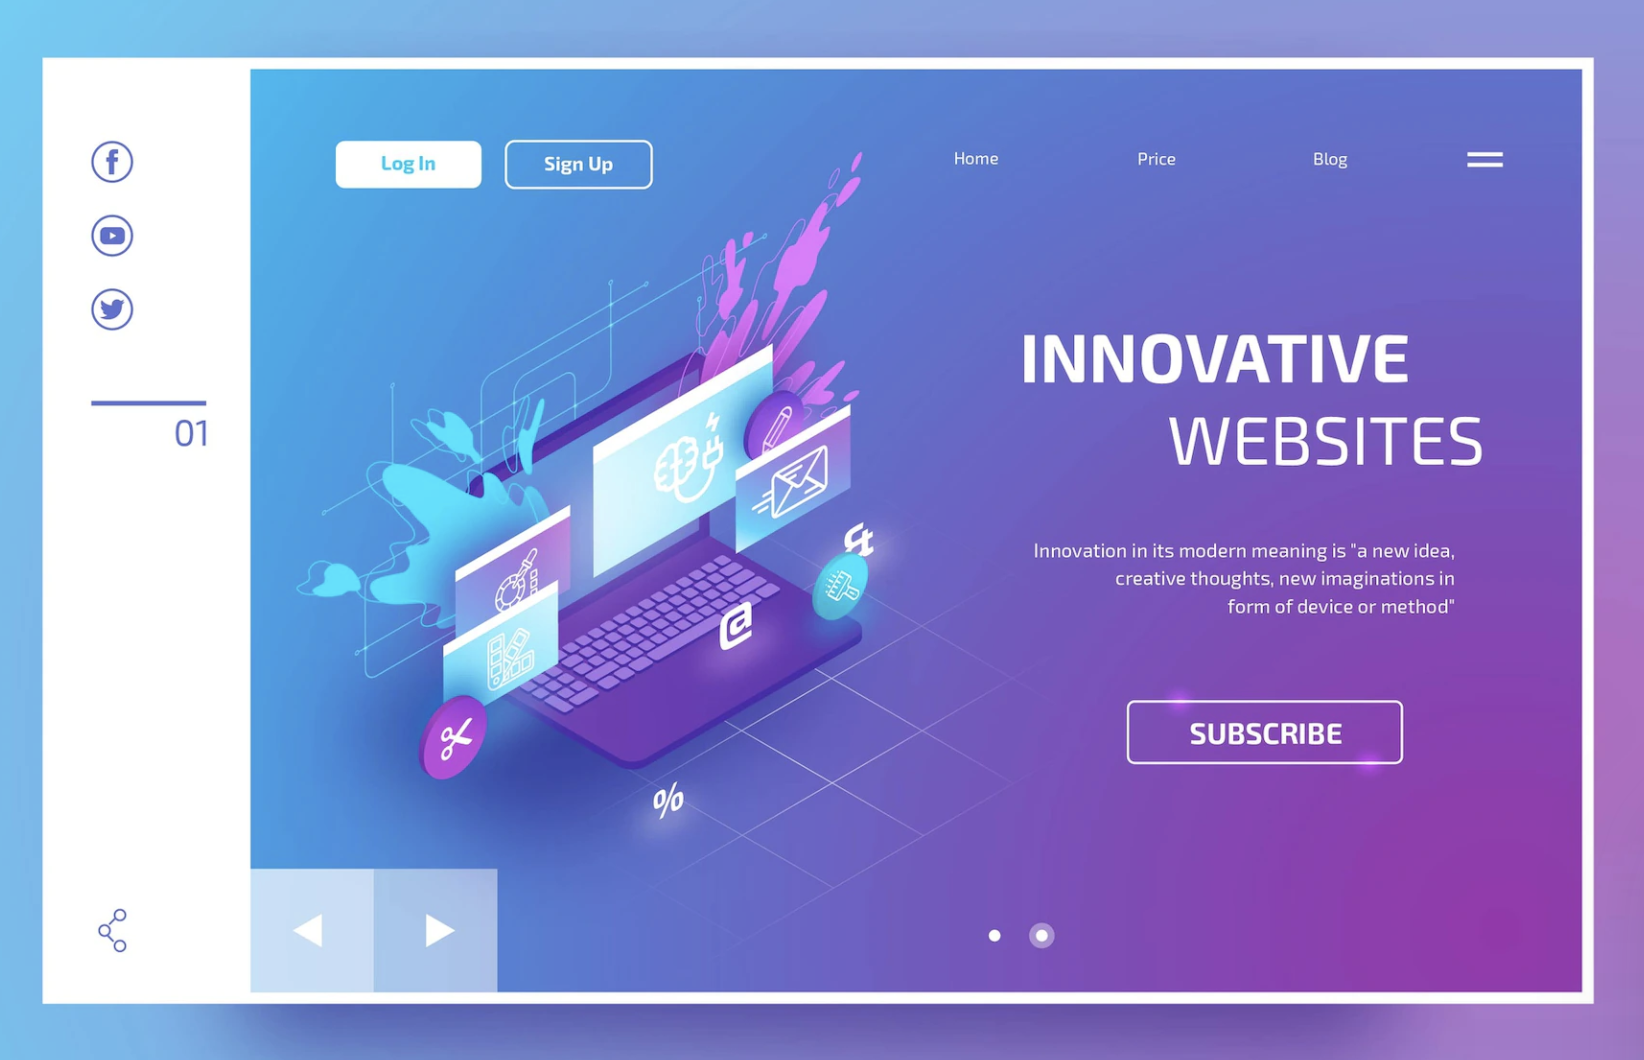 Log In
Sign Up
Home
Price
Blog
01
INNOVATIVE
WEBSITES
Innovation in its modern meaning is "a new idea,
creative thoughts, new imaginations in
form of device or method"
SUBSCRIBE
&
@
%